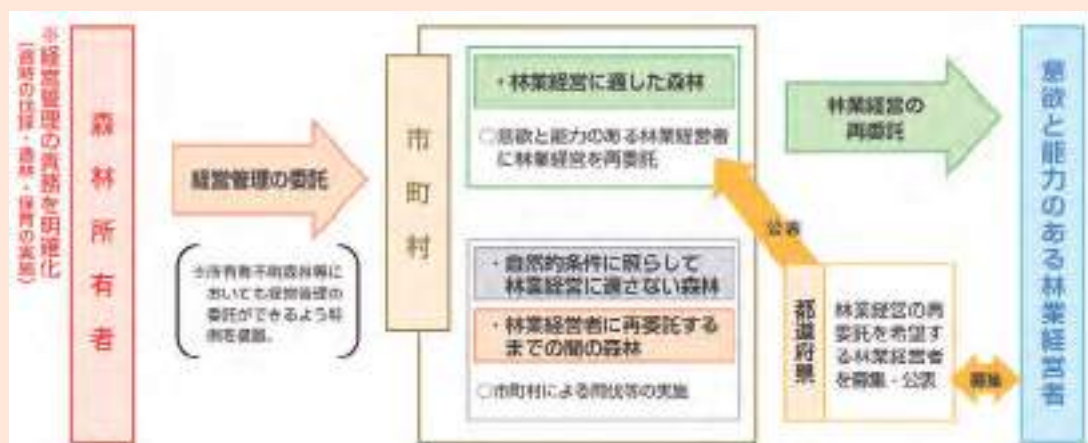 ※経営管理の責務を明確化
（適時の伐採・造林・保育の実施）
森林所有者
経営管理の委託
※所有者不明森林等に
おいても経営管理の
委託ができるよう特
例を措置。
市町村
・林業経営に適した森林
○意欲と能力のある林業経営者
に林業経営を再委託
・自然的条件に照らして
林業経営に適さない森林
・林業経営者に再委託する
までの間の森林
○市町村による間伐等の実施
林業経営の
再委託
公表
都道府県
林業経営の再
委託を希望す
る林業経営者
を募集・公表
募集
意欲と能力のある林業経営者